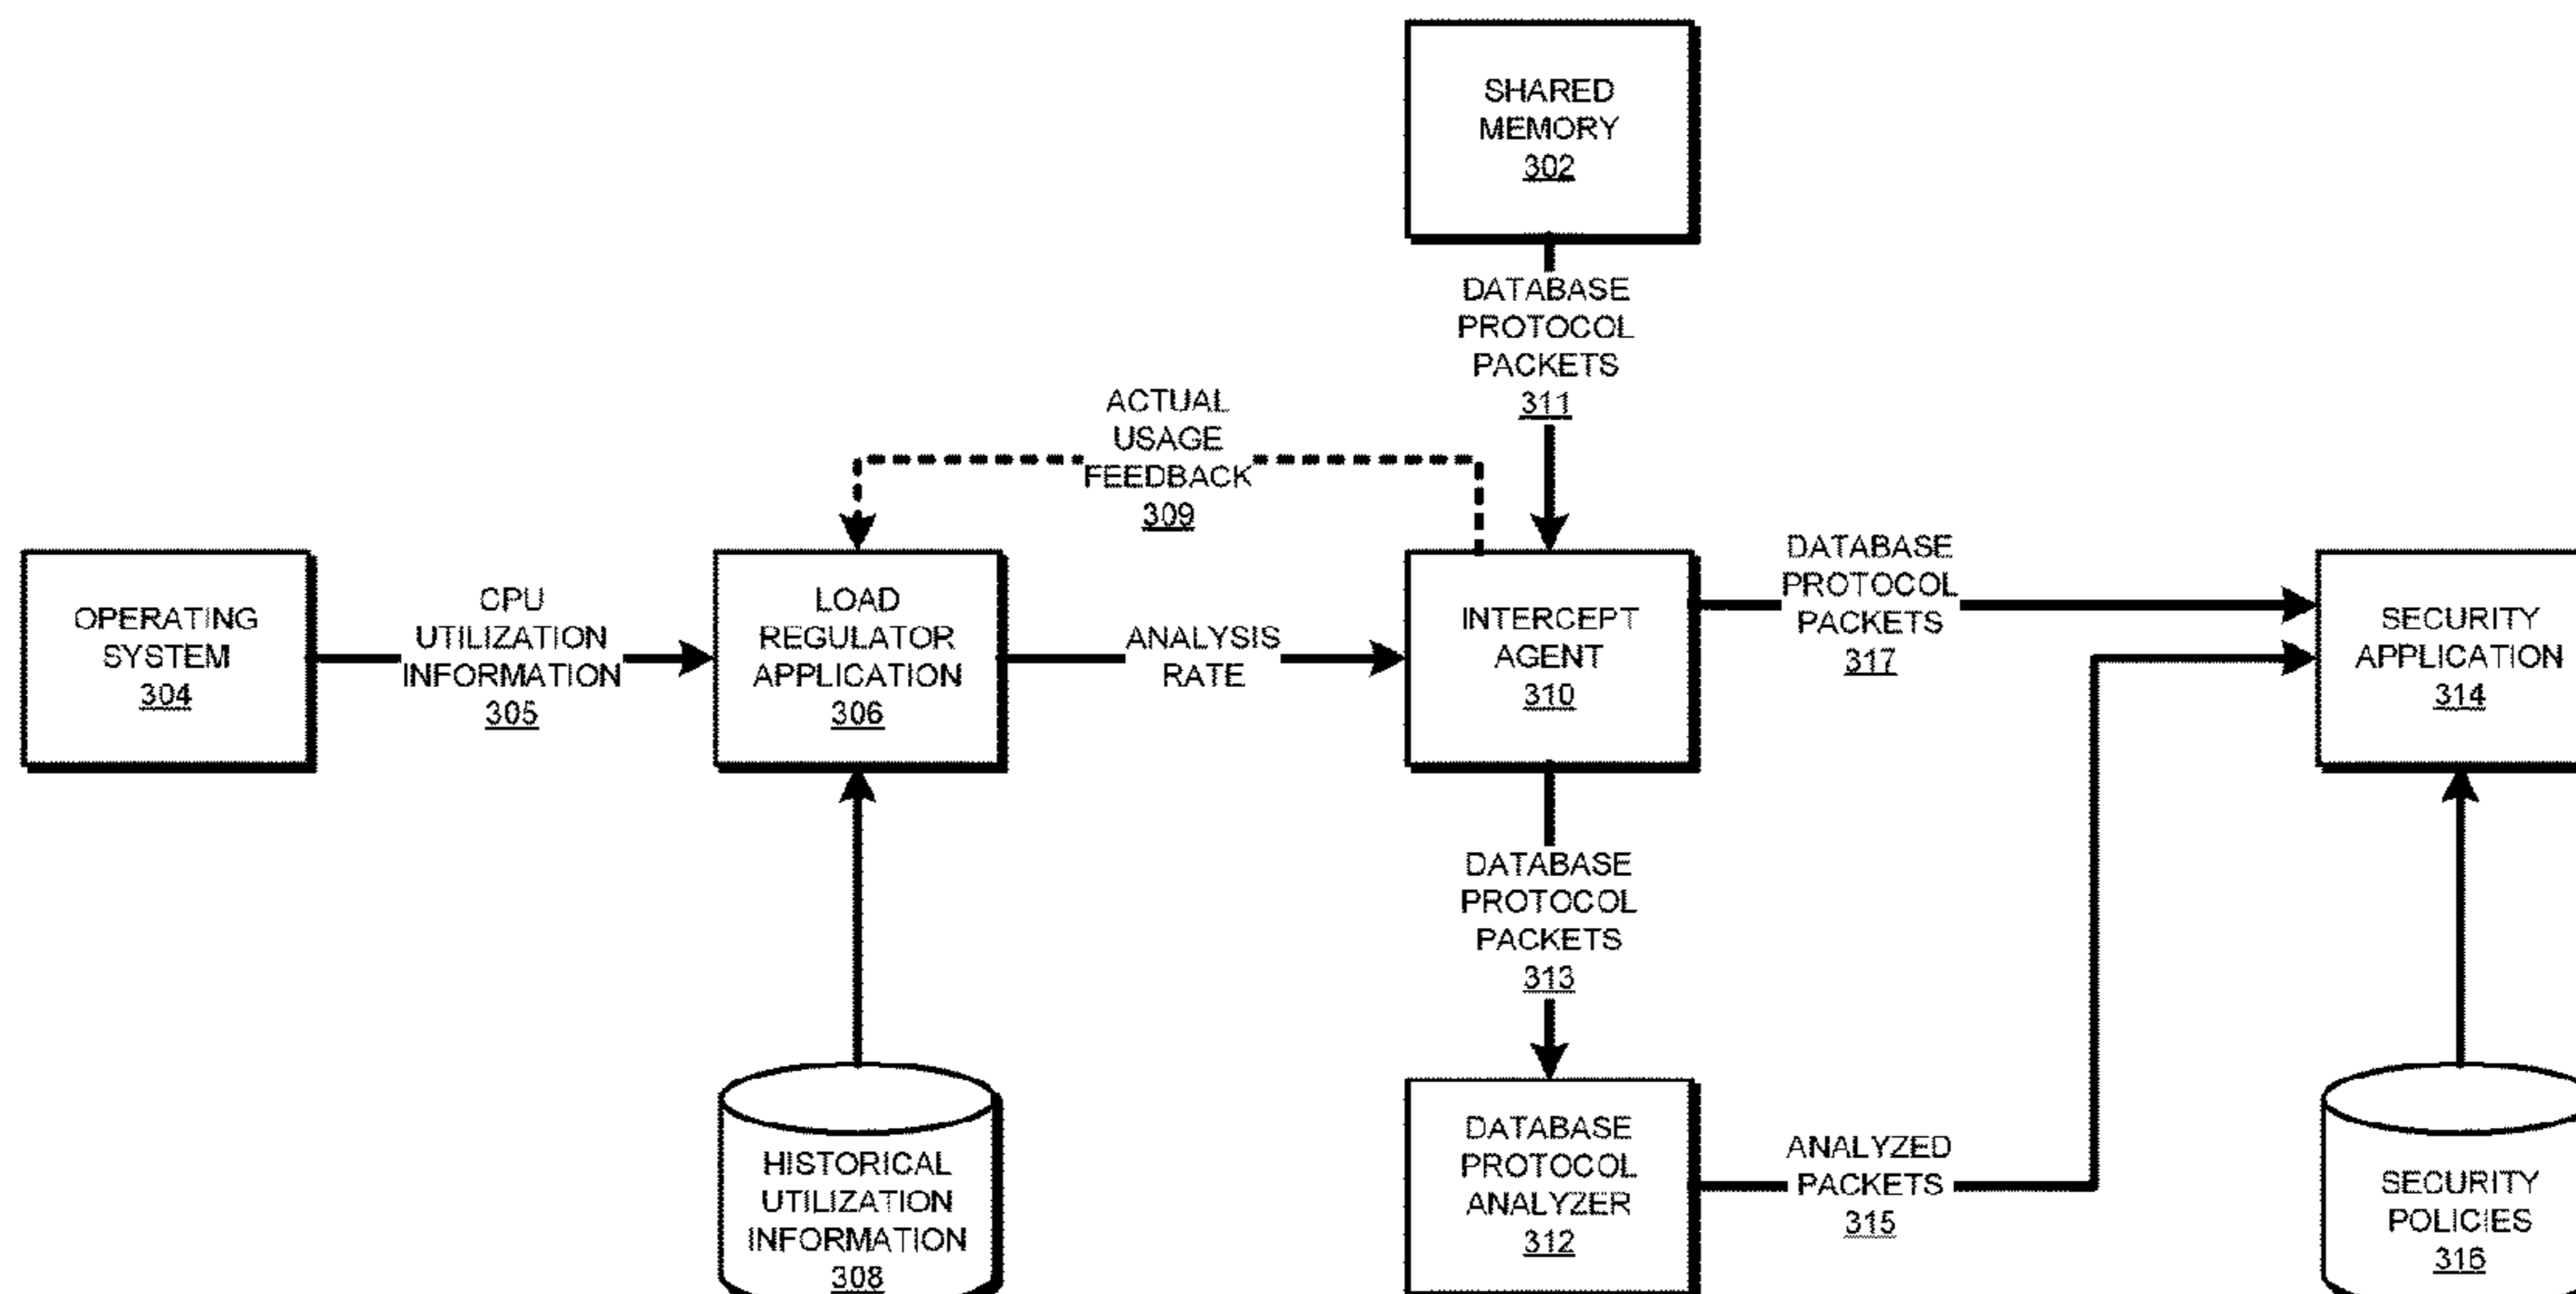 SHARED
MEMORY
302
DATABASE
PROTOCOL
PACKETS
311
ACTUAL
USAGE
FEEDBACK
309
OPERATING
SYSTEM
304
CPU
UTILIZATION
INFORMATION
305
LOAD
REGULATOR
APPLICATION
306
ANALYSIS
RATE
INTERCEPT
AGENT
310
DATABASE
PROTOCOL
PACKETS
317
SECURITY
APPLICATION
314
DATABASE
PROTOCOL
PACKETS
313
HISTORICAL
UTILIZATION
INFORMATION
308
DATABASE
PROTOCOL
ANALYZER
312
ANALYZED
PACKETS
315
SECURITY
POLICIES
316